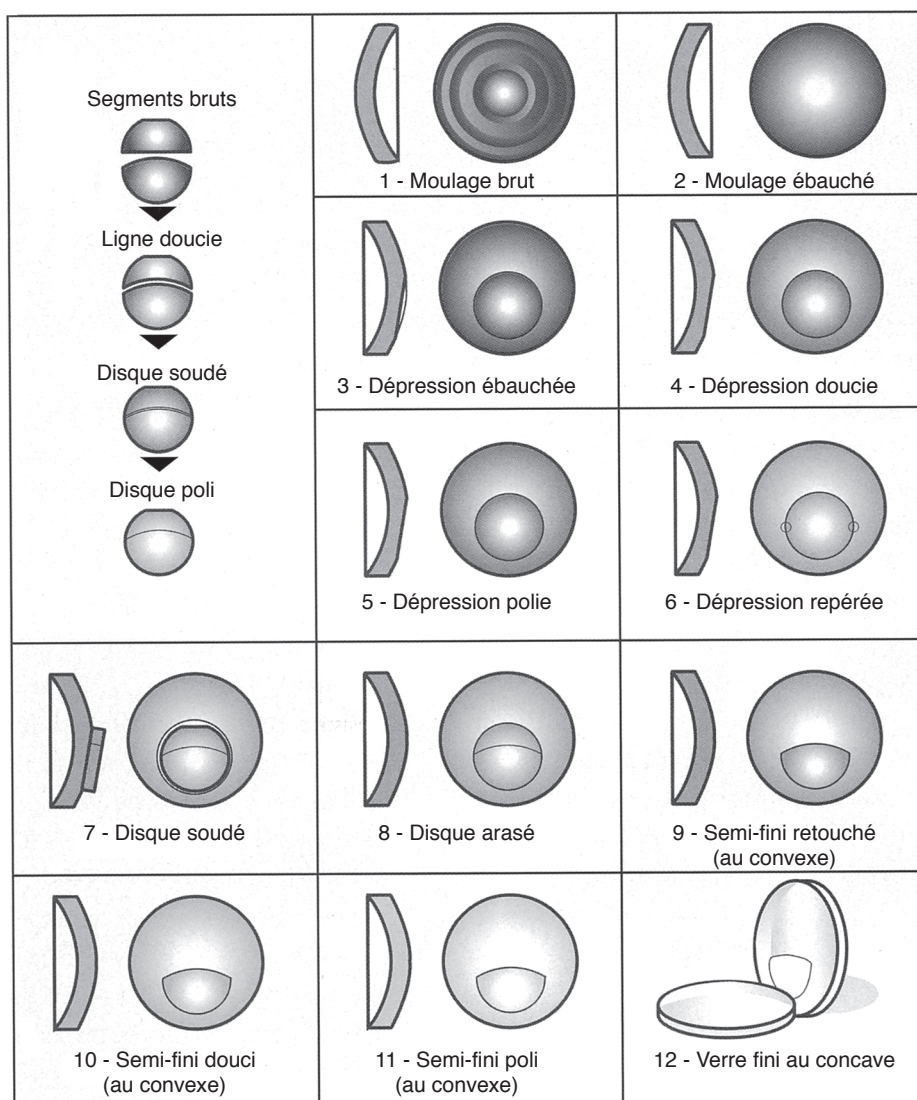 Segments bruts
Ligne doucie
Disque soudé
Disque poli
1 - Moulage brut
2 - Moulage ébauché
3 - Dépression ébauchée
4 - Dépression doucie
5 - Dépression polie
6 - Dépression repérée
7 - Disque soudé
8 - Disque arasé
9 - Semi-fini retouché
(au convexe)
10 - Semi-fini douci
(au convexe)
11 - Semi-fini poli
(au convexe)
12 - Verre fini au concave